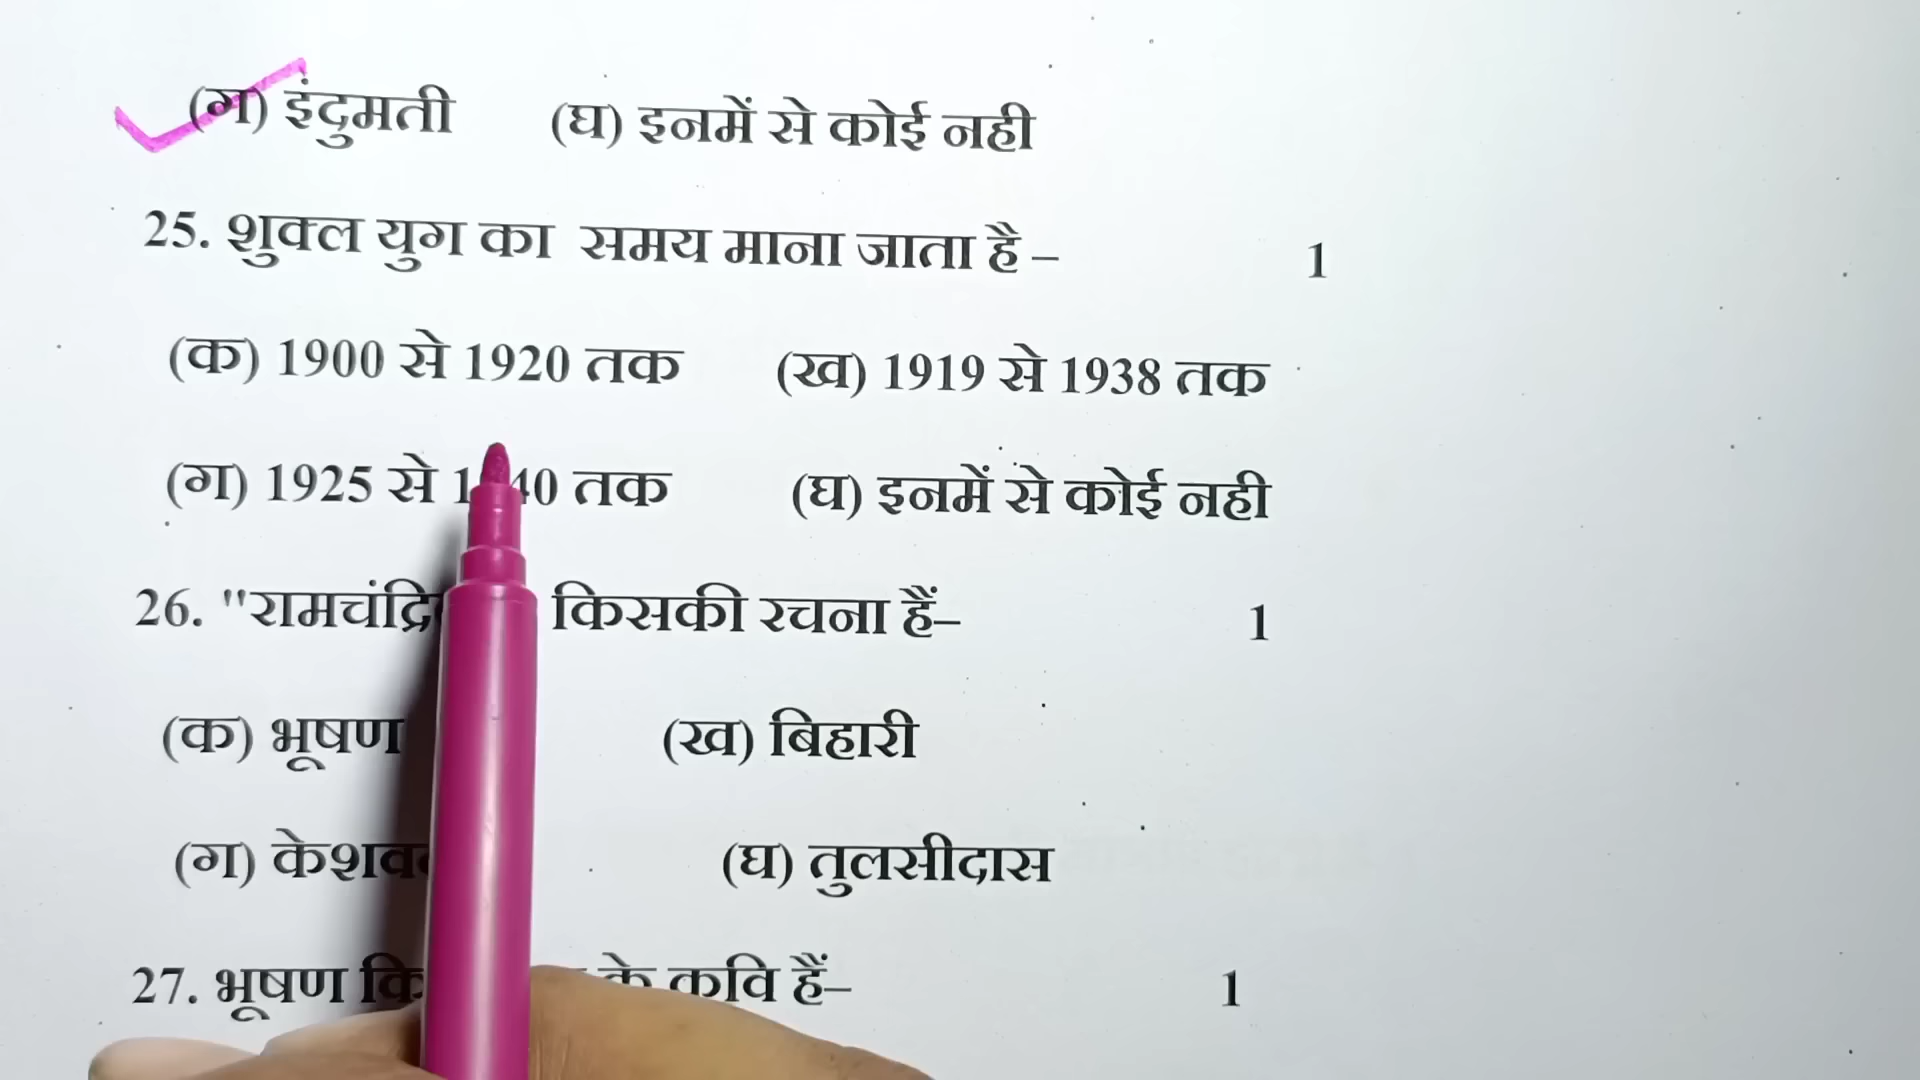 (ग) इंदुमती (घ) इनमें से कोई नही
25. शुक्ल युग का समय माना जाता है – 1
(क) 1900 से 1920 तक (ख) 1919 से 1938 तक
(ग) 1925 से तक (घ) इनमें से कोई नही
26. किसकी रचना हैं– 1
(क) भूषण (ख) बिहारी
(ग) (घ) तुलसीदास
27. भूषण के कवि हैं– 1